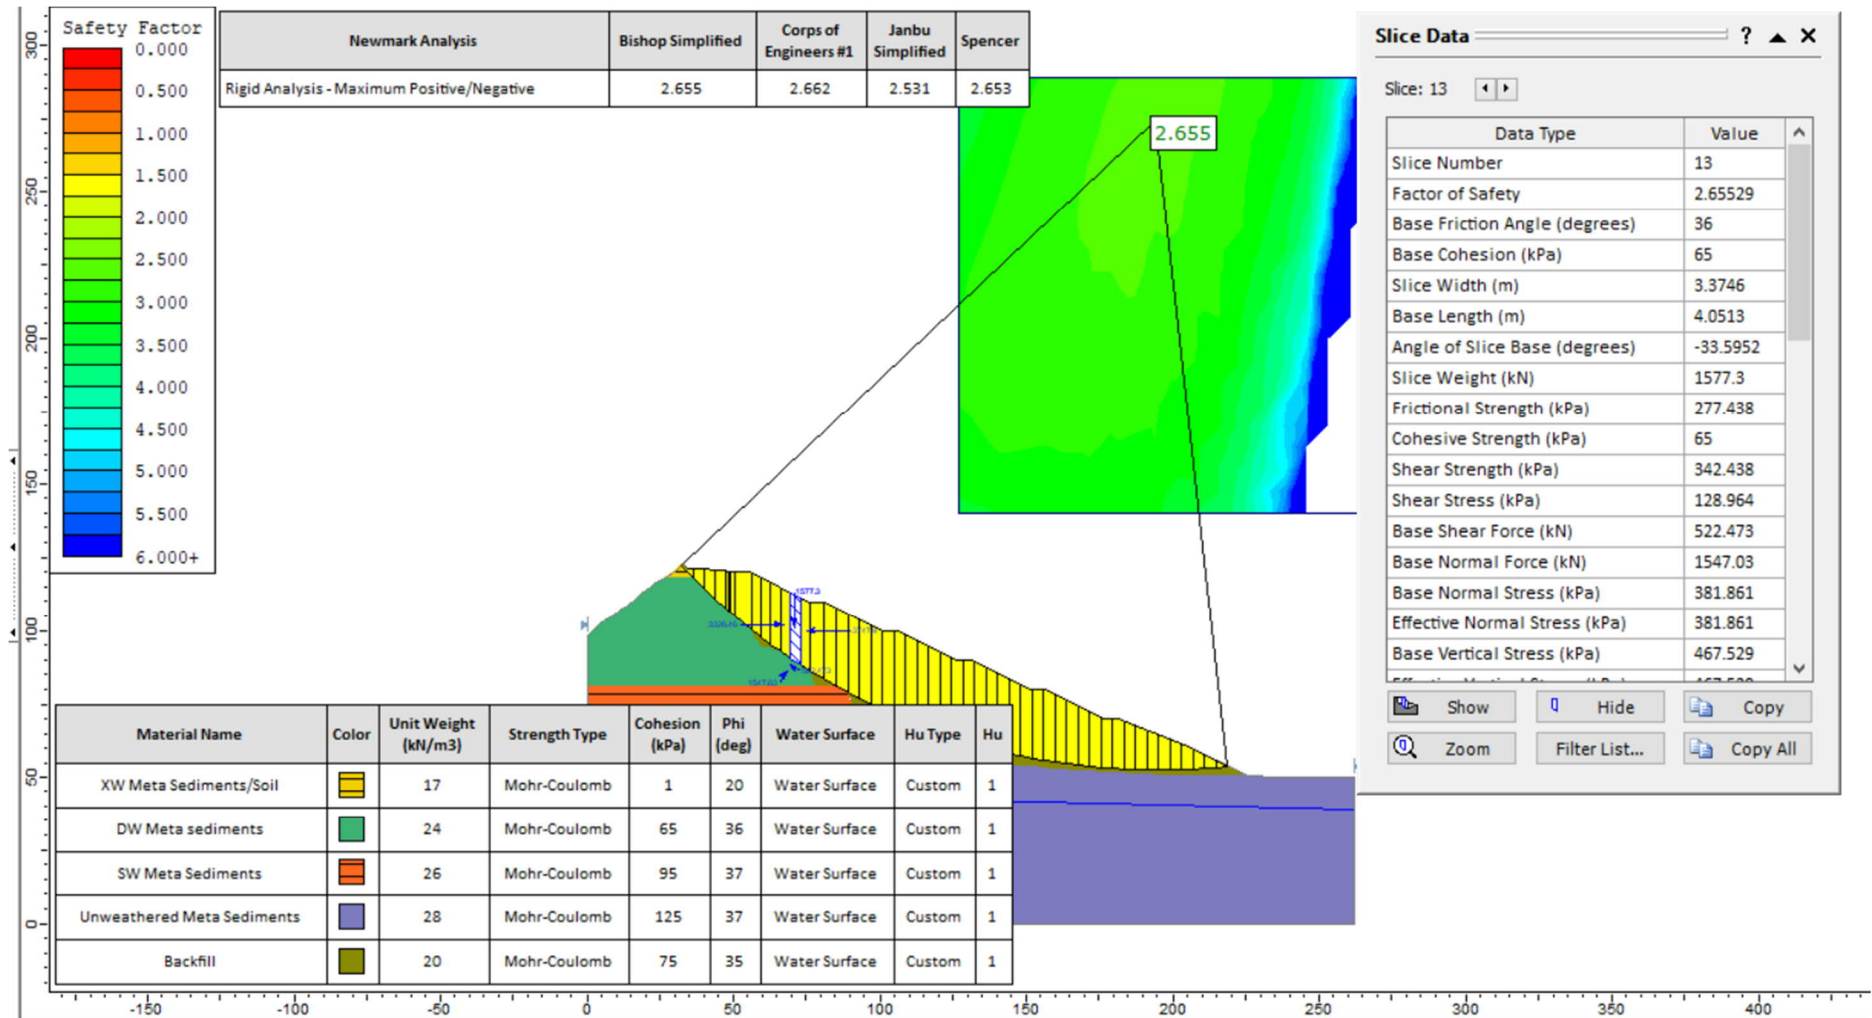 Safety Factor
0.000
0.500
1.000
1.500
2.000
2.500
3.000
3.500
4.000
4.500
5.000
5.500
6.000+
Newmark Analysis Bishop Simplified Corps of Engineers #1 Janbu Simplified Spencer
Rigid Analysis - Maximum Positive/Negative 2.655 2.662 2.531 2.653
2.655
1577.3
1547.03
Slice Data ? 
Slice: 13
Data Type Value
Slice Number 13
Factor of Safety 2.65529
Base Friction Angle (degrees) 36
Base Cohesion (kPa) 65
Slice Width (m) 3.3746
Base Length (m) 4.0513
Angle of Slice Base (degrees) -33.5952
Slice Weight (kN) 1577.3
Frictional Strength (kPa) 277.438
Cohesive Strength (kPa) 65
Shear Strength (kPa) 342.438
Shear Stress (kPa) 128.964
Base Shear Force (kN) 522.473
Base Normal Force (kN) 1547.03
Base Normal Stress (kPa) 381.861
Effective Normal Stress (kPa) 381.861
Base Vertical Stress (kPa) 467.529
Show Hide Copy
Zoom Filter List... Copy All
Material Name Color Unit Weight (kN/m3) Strength Type Cohesion (kPa) Phi (deg) Water Surface Hu Type Hu
XW Meta Sediments/Soil 17 Mohr-Coulomb 1 20 Water Surface Custom 1
DW Meta sediments 24 Mohr-Coulomb 65 36 Water Surface Custom 1
SW Meta Sediments 26 Mohr-Coulomb 95 37 Water Surface Custom 1
Unweathered Meta Sediments 28 Mohr-Coulomb 125 37 Water Surface Custom 1
Backfill 20 Mohr-Coulomb 75 35 Water Surface Custom 1
300
250
200
150
100
50
0
-150 -100 -50 0 50 100 150 200 250 300 350 400